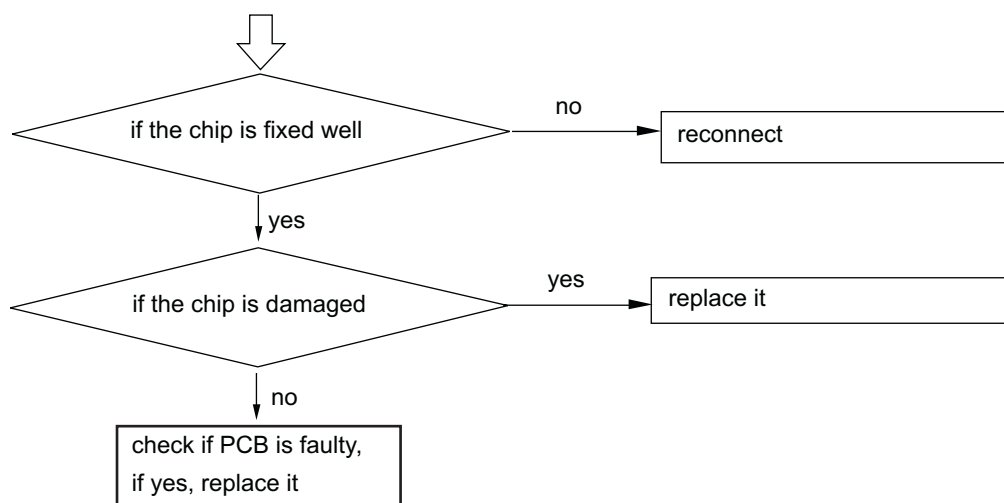 if the chip is fixed well
no
reconnect
yes
if the chip is damaged
yes
replace it
no
check if PCB is faulty,
if yes, replace it